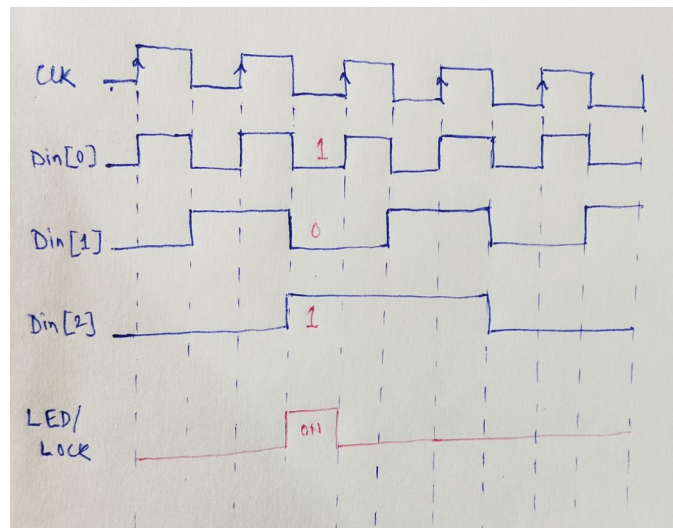 CLK
Din[0] 1
Din[1] 0
Din[2] 1
LED/ ON
LOCK